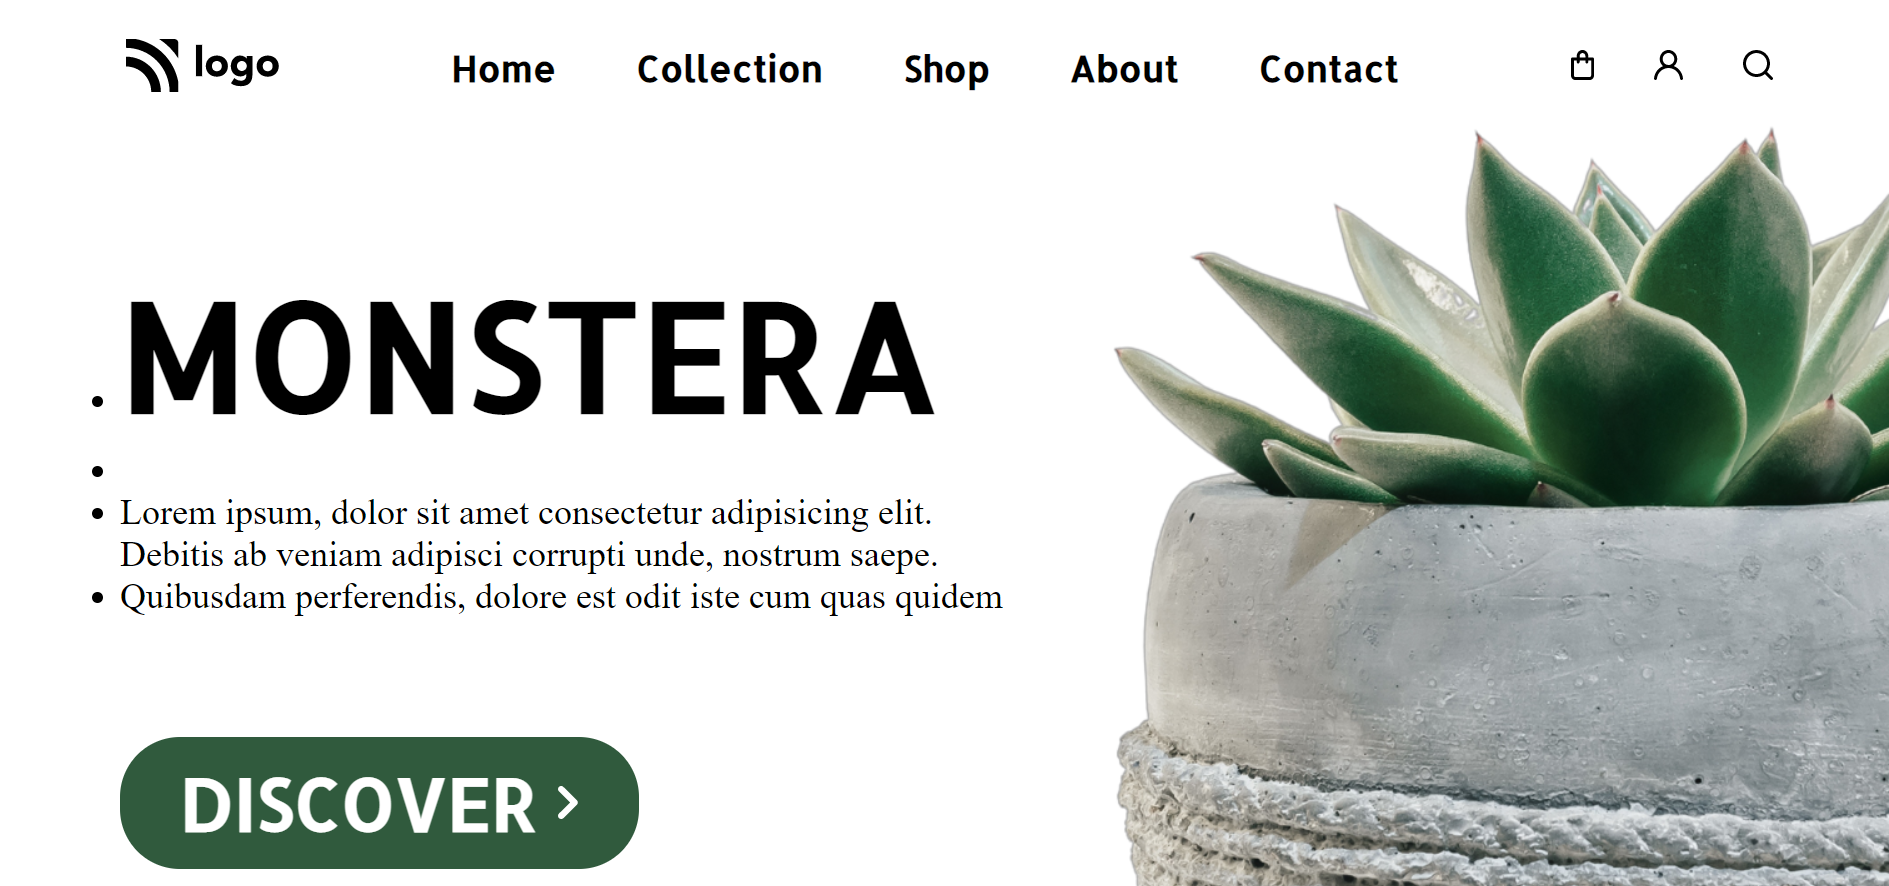 logo
Home Collection Shop About Contact
MONSTERA
Lorem ipsum, dolor sit amet consectetur adipisicing elit.
Debitis ab veniam adipisci corrupti unde, nostrum saepe.
Quibusdam perferendis, dolore est odit iste cum quas quidem
DISCOVER